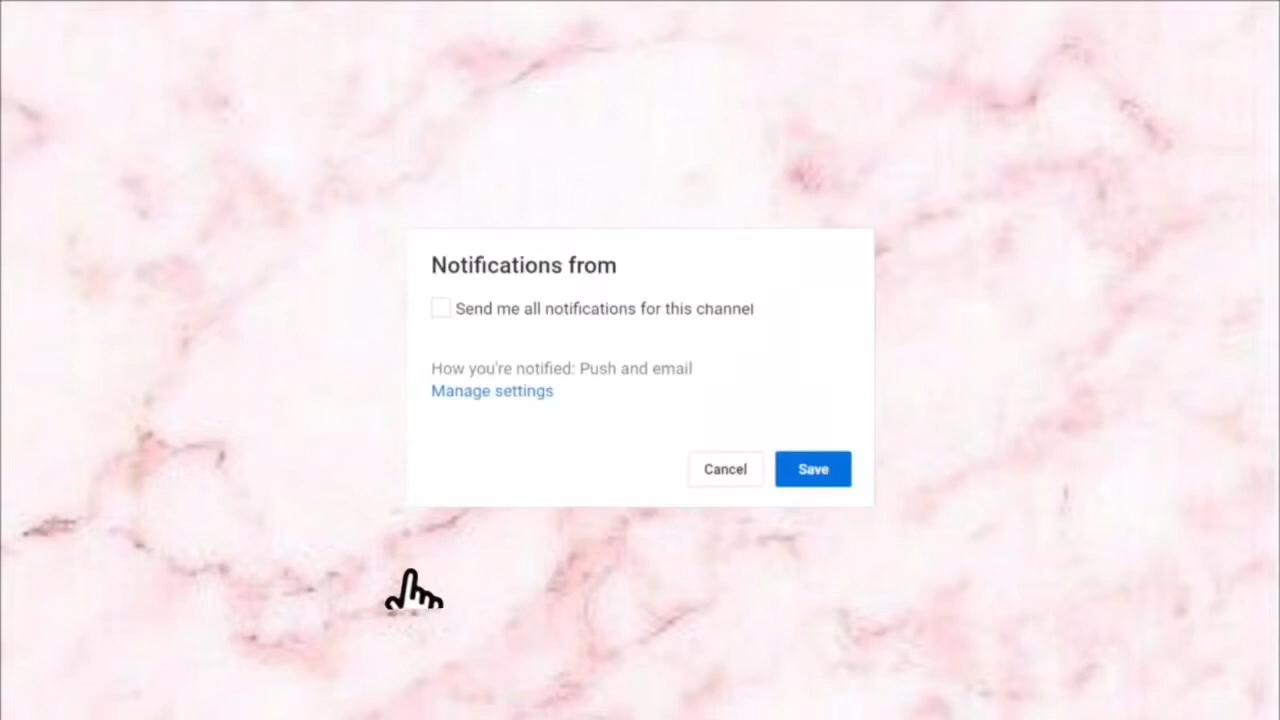 Notifications from
Send me all notifications for this channel
How you're notified: Push and email
Manage settings
Cancel
Save